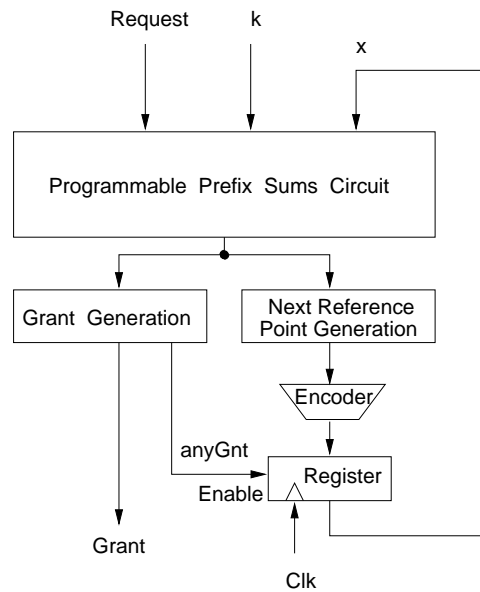 Request
k
x
Programmable Prefix Sums Circuit
Grant Generation
Next Reference
Point Generation
Encoder
anyGnt
Register
Enable
Grant
Clk